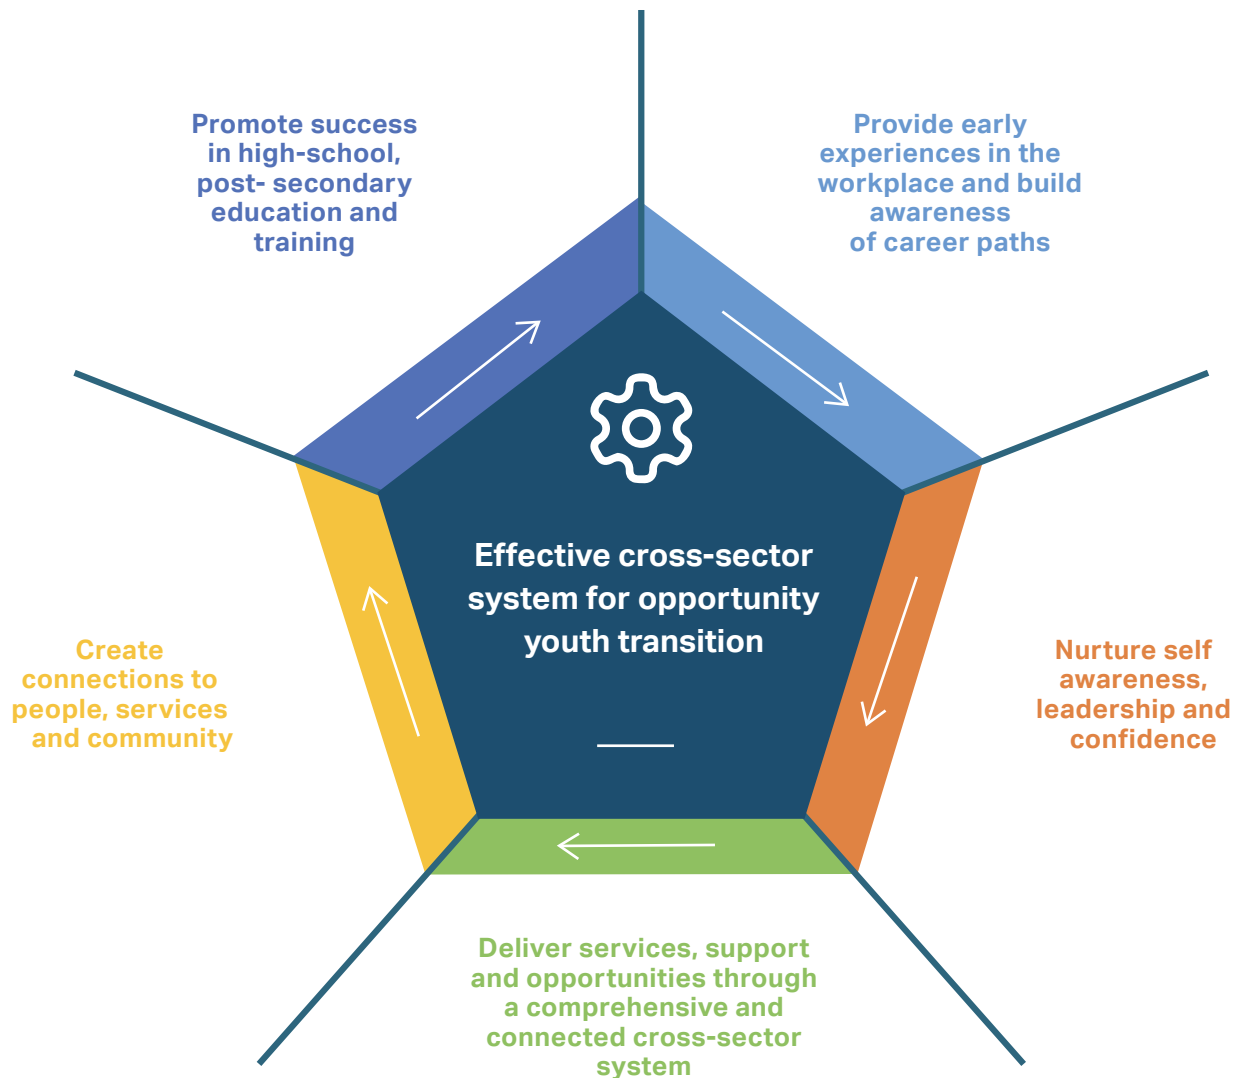 Promote success
in high-school,
post- secondary
education and
training
Provide early
experiences in the
workplace and build
awareness
of career paths
Effective cross-sector
system for opportunity
youth transition
Create
connections to
people, services
and community
Nurture self
awareness,
leadership and
confidence
Deliver services, support
and opportunities through
a comprehensive and
connected cross-sector
system